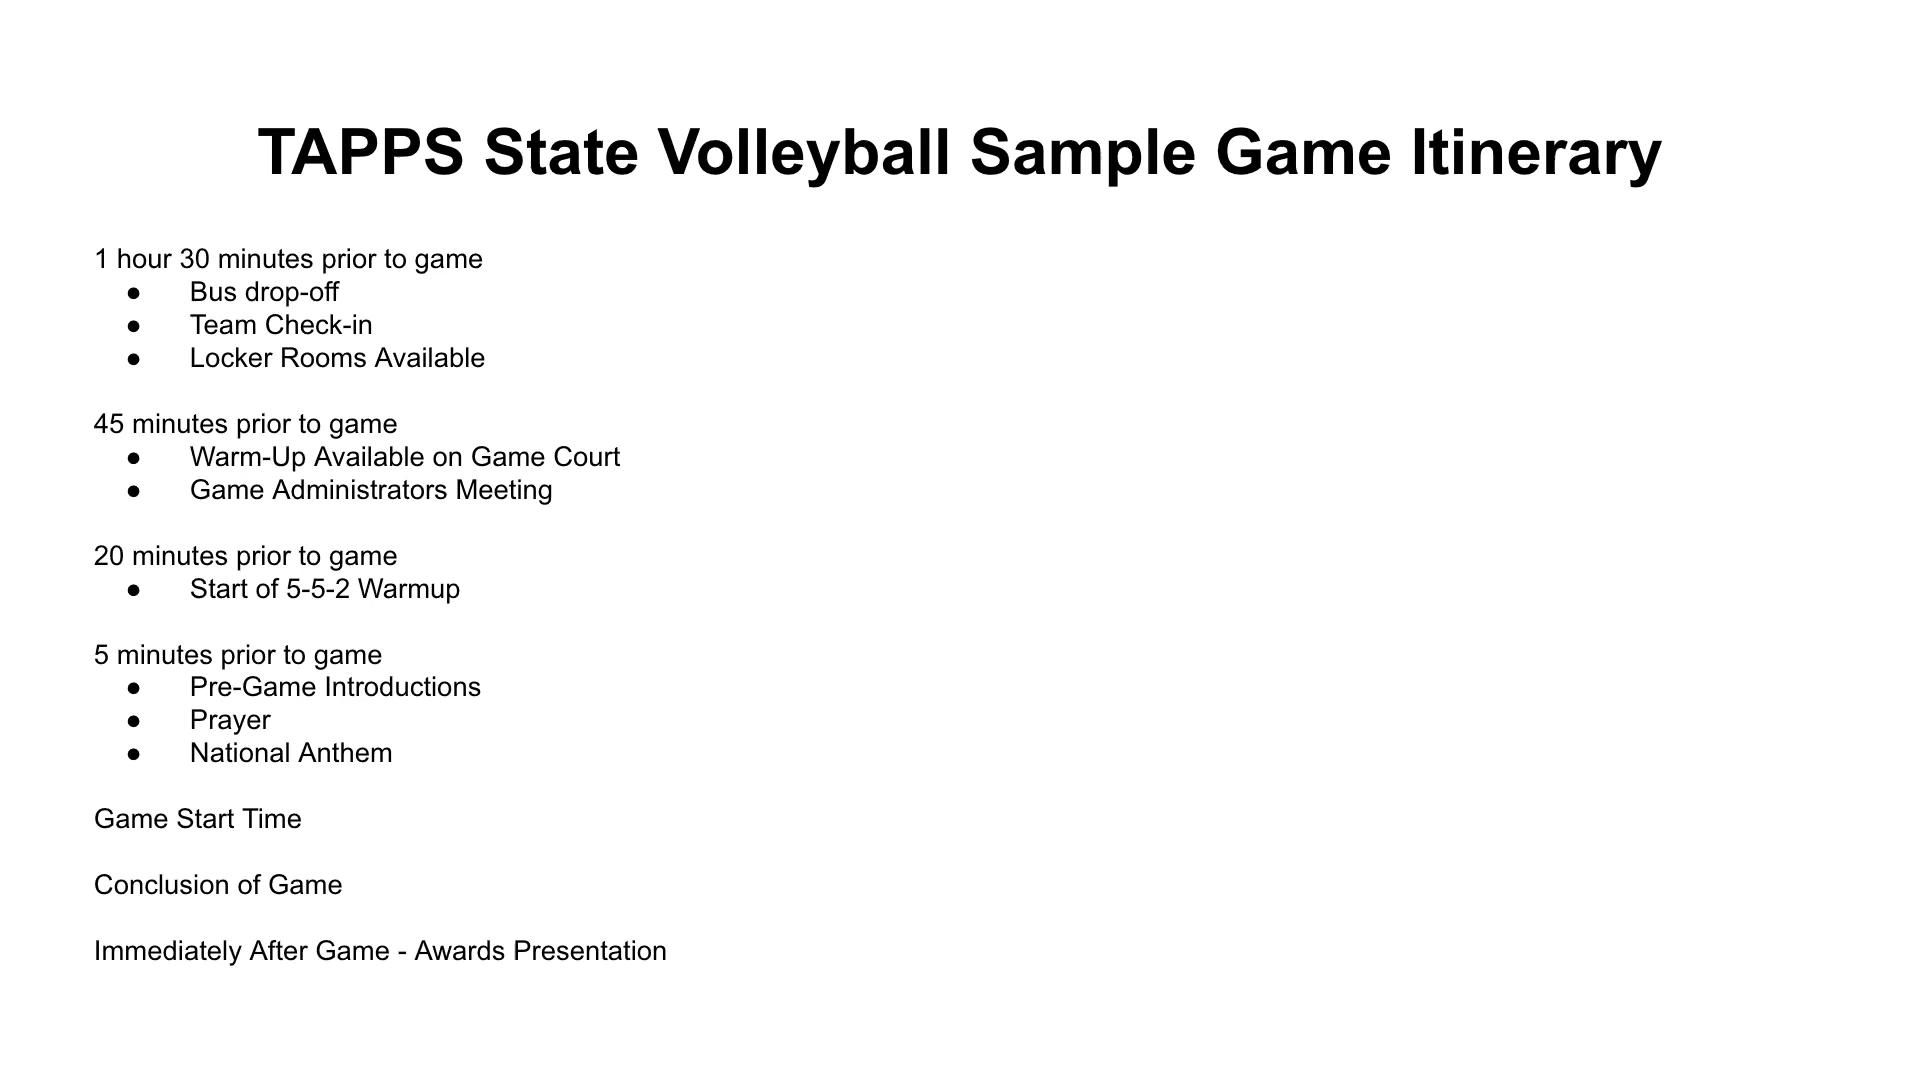 TAPPS State Volleyball Sample Game Itinerary
1 hour 30 minutes prior to game
● Bus drop-off
● Team Check-in
● Locker Rooms Available
45 minutes prior to game
● Warm-Up Available on Game Court
● Game Administrators Meeting
20 minutes prior to game
● Start of 5-5-2 Warmup
5 minutes prior to game
● Pre-Game Introductions
● Prayer
● National Anthem
Game Start Time
Conclusion of Game
Immediately After Game - Awards Presentation